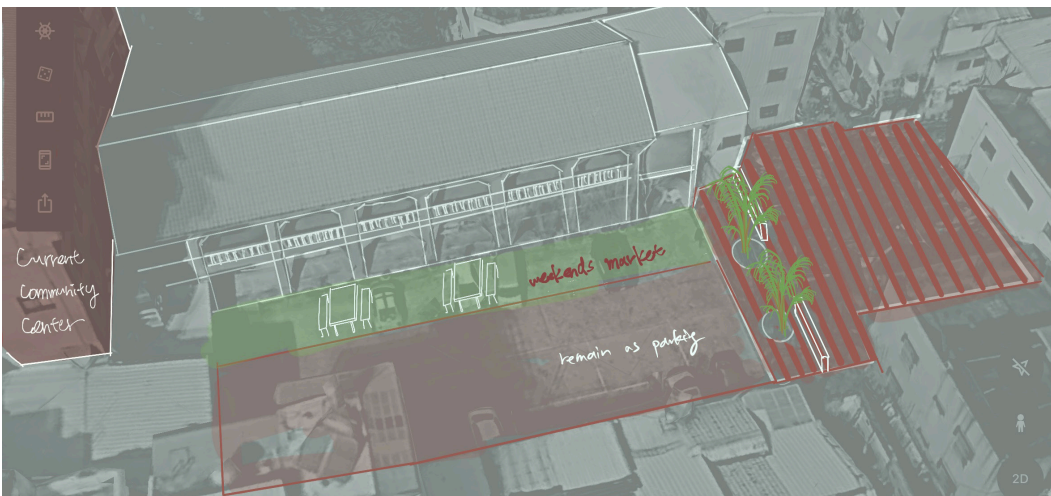 Current
Community
Center
weekends market
remain as parking
2D